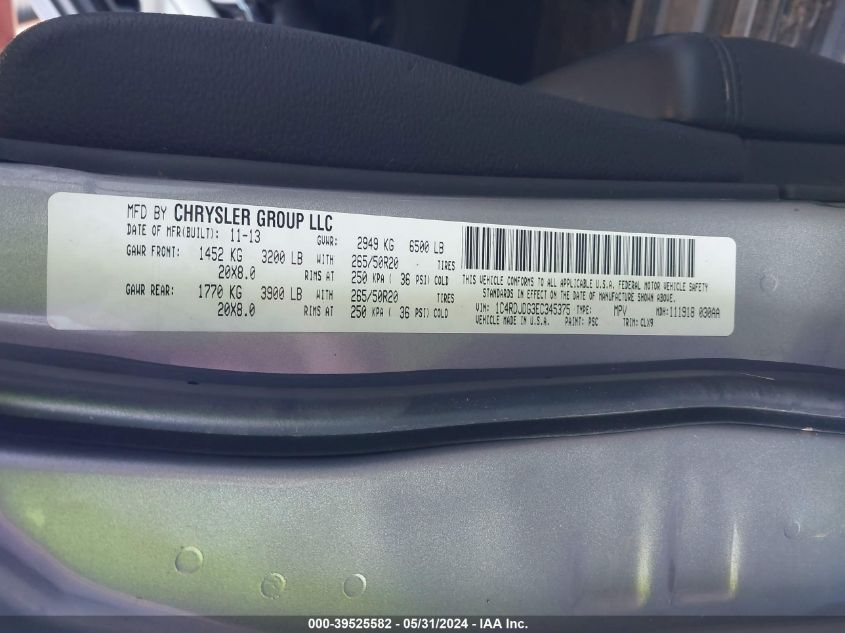 MFD BY CHRYSLER GROUP LLC
DATE OF MFR(BUILT): 11-13 GVWR: 2949 KG 6500 LB
GAWR FRONT: 1452 KG 3200 LB WITH 265/50R20 TIRES
20X8.0 RIMS AT 250 KPA ( 36 PSI) COLD
GAWR REAR: 1770 KG 3900 LB WITH 265/50R20 TIRES
20X8.0 RIMS AT 250 KPA ( 36 PSI) COLD
THIS VEHICLE CONFORMS TO ALL APPLICABLE U.S.A. FEDERAL MOTOR VEHICLE SAFETY
STANDARDS IN EFFECT ON THE DATE OF MANUFACTURE SHOWN ABOVE.
VIN: 1C4RDJDG3EC345375 TYPE: MPV MDH: 111918 030AA
VEHICLE MADE IN U.S.A. PAINT: PSC TRIM: CLX9
000-39525582 - 05/31/2024 - IAA Inc.